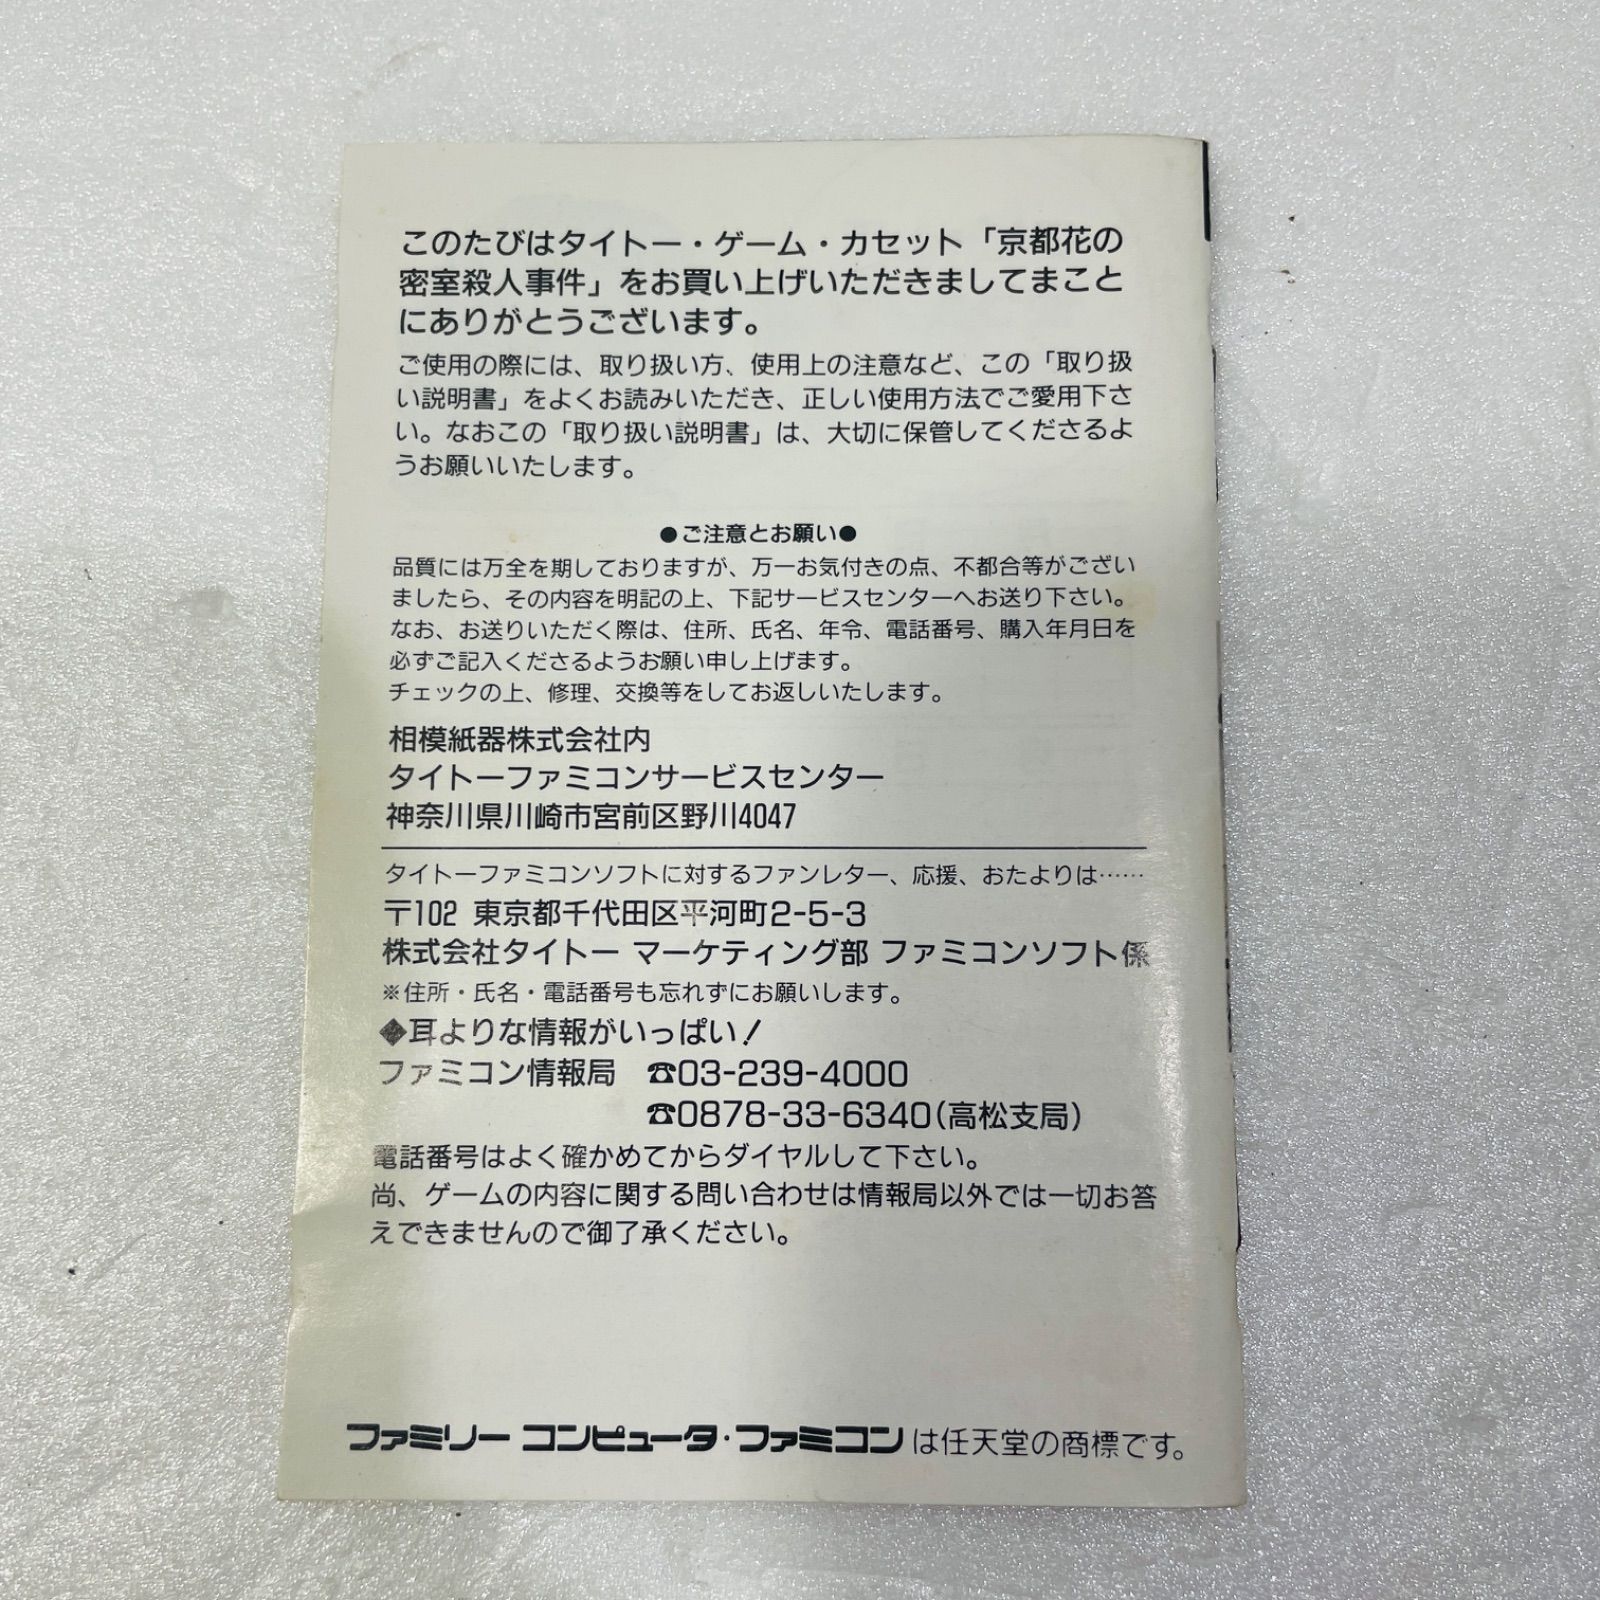 このたびはタイトー・ゲーム・カセット「京都花の
密室殺人事件」をお買い上げいただきましてまこと
にありがとうございます。
ご使用の際には、取り扱い方、使用上の注意など、この「取り扱
い説明書」をよくお読みいただき、正しい使用方法でご愛用下さ
い。なおこの「取り扱い説明書」は、大切に保管してくださるよ
うお願いいたします。
●ご注意とお願い●
品質には万全を期しておりますが、万一お気付きの点、不都合等がござい
ましたら、その内容を明記の上、下記サービスセンターへお送り下さい。
なお、お送りいただく際は、住所、氏名、年令、電話番号、購入年月日を
必ずご記入くださるようお願い申し上げます。
チェックの上、修理、交換等をしてお返しいたします。
相模紙器株式会社内
タイトーファミコンサービスセンター
神奈川県川崎市宮前区野川4047
タイトーファミコンソフトに対するファンレター、応援、おたよりは……
〒102 東京都千代田区平河町2-5-3
株式会社タイトー マーケティング部 ファミコンソフト係
※住所・氏名・電話番号も忘れずにお願いします。
◆耳よりな情報がいっぱい！
ファミコン情報局 ☎03-239-4000
☎0878-33-6340(高松支局)
電話番号はよく確かめてからダイヤルして下さい。
尚、ゲームの内容に関する問い合わせは情報局以外では一切お答
えできませんので御了承ください。
ファミリー コンピュータ・ファミコンは任天堂の商標です。